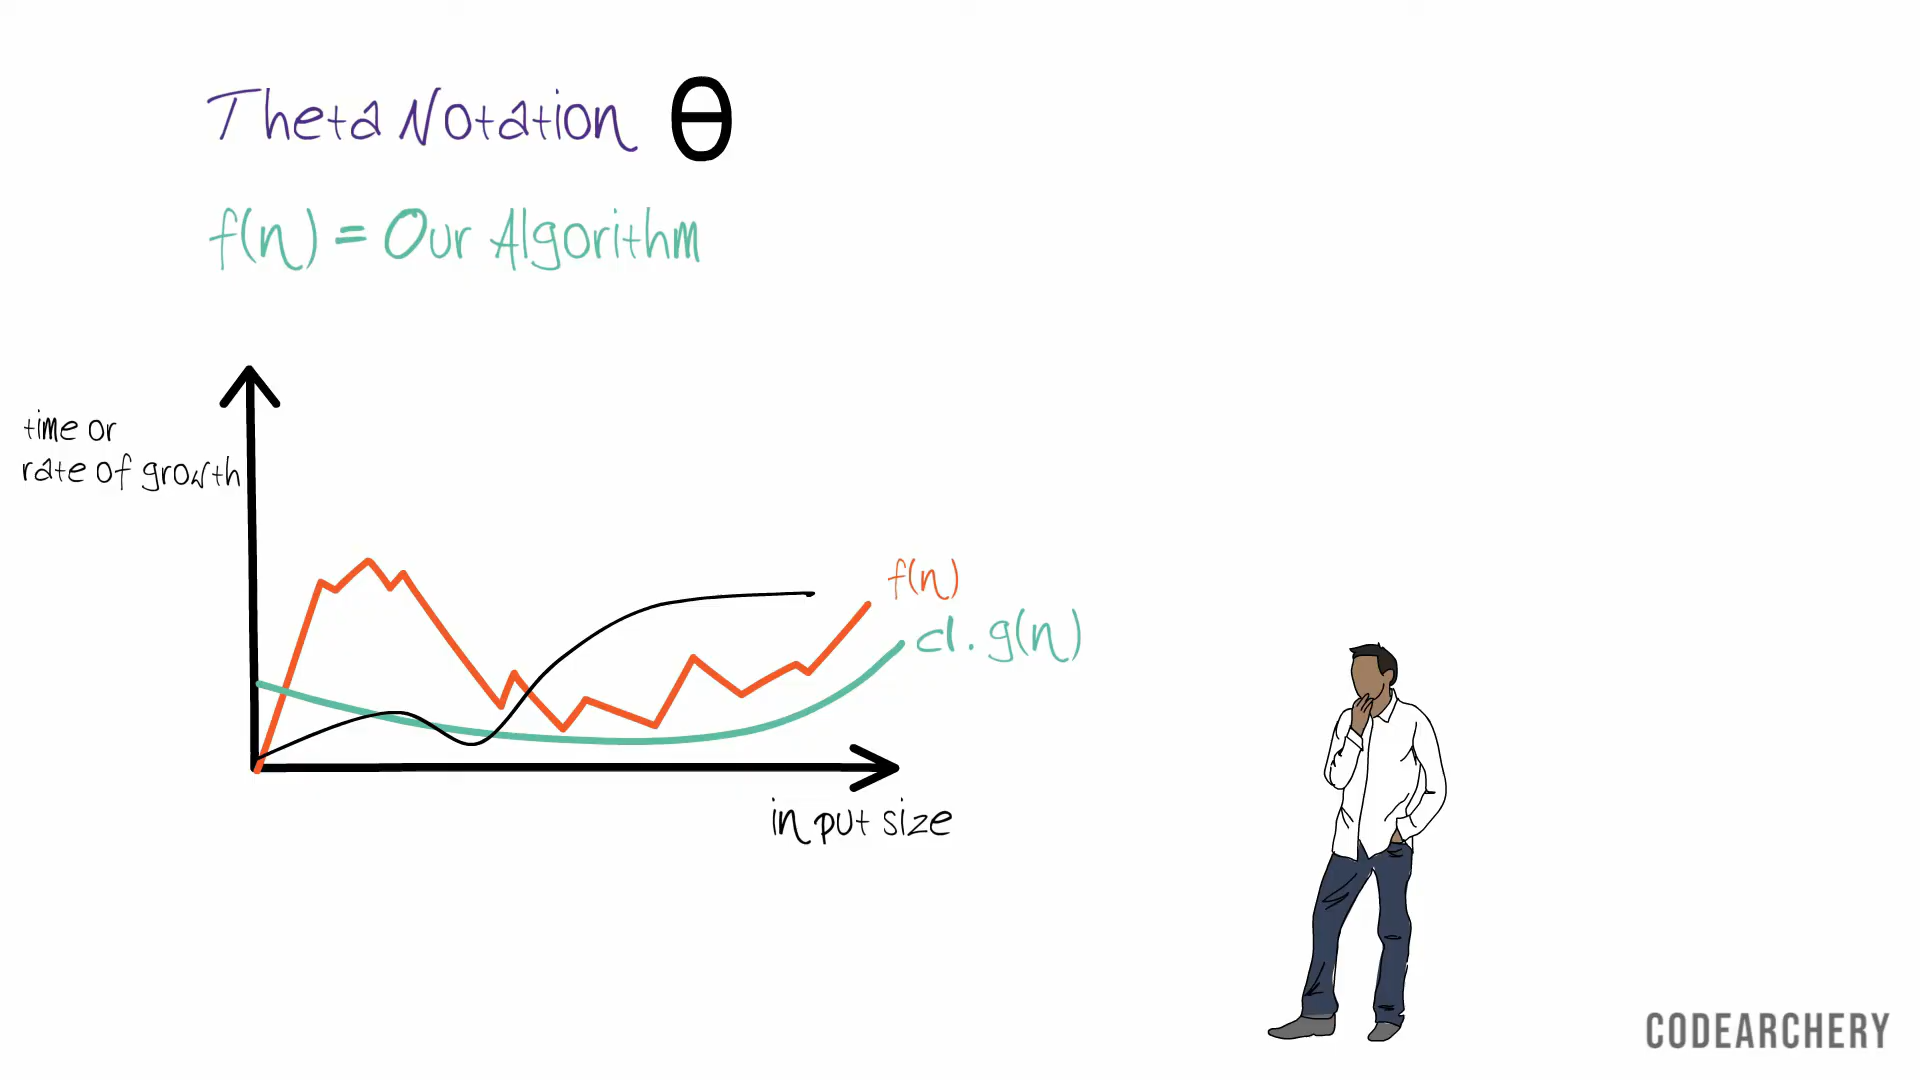 Theta Notation Θ
f(n) = Our Algorithm
time or
rate of growth
f(n)
c1. g(n)
input size
CODEARCHERY